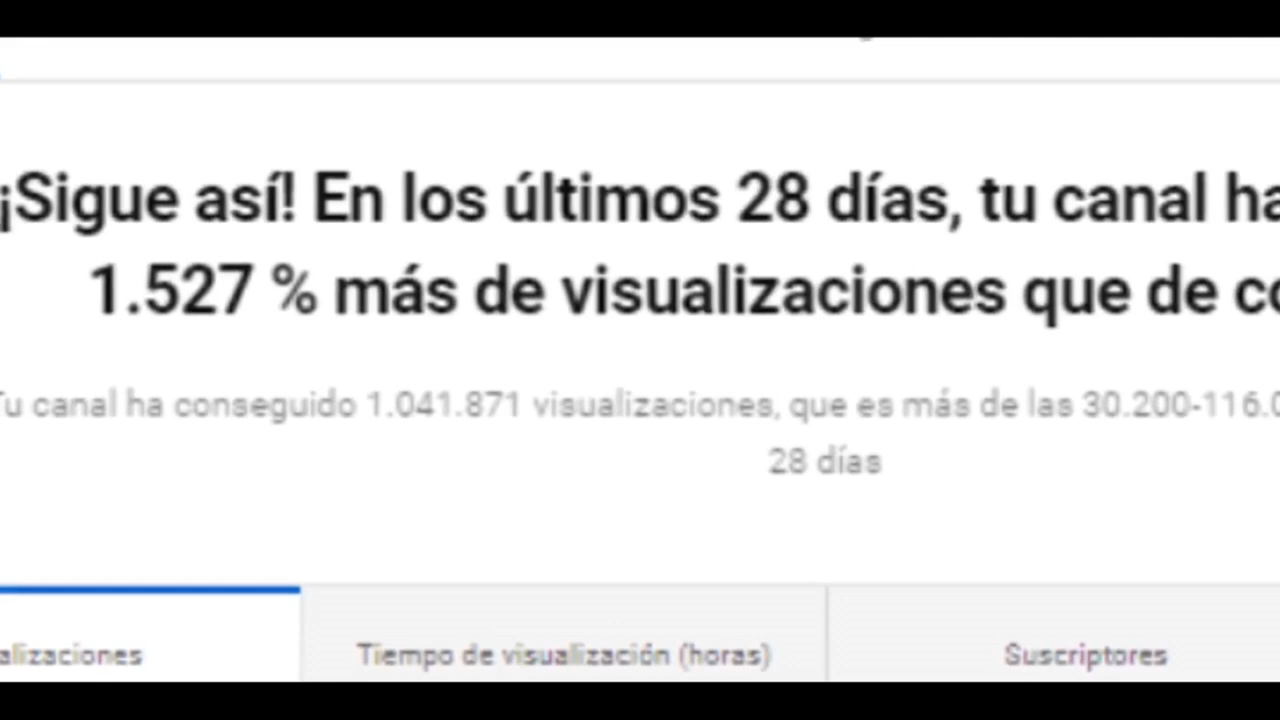 ¡Sigue así! En los últimos 28 días, tu canal ha
1.527 % más de visualizaciones que de
Tu canal ha conseguido 1.041.871 visualizaciones, que es más de las 30.200-116.0
28 días
alizaciones
Tiempo de visualización (horas)
Suscriptores